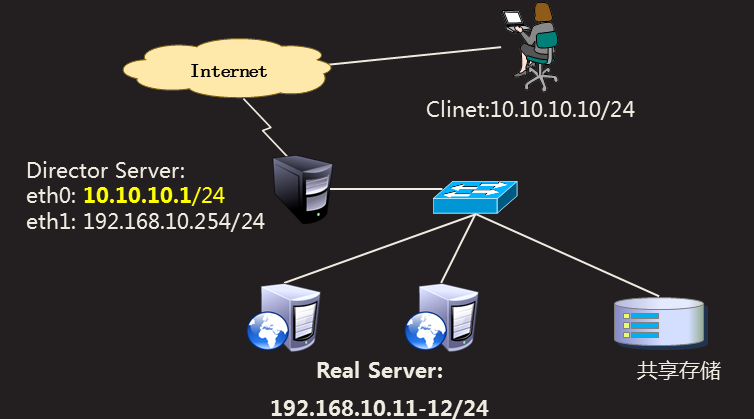 Internet
Clinet:10.10.10.10/24
Director Server:
eth0: 10.10.10.1/24
eth1: 192.168.10.254/24
Real Server:
共享存储
192.168.10.11-12/24